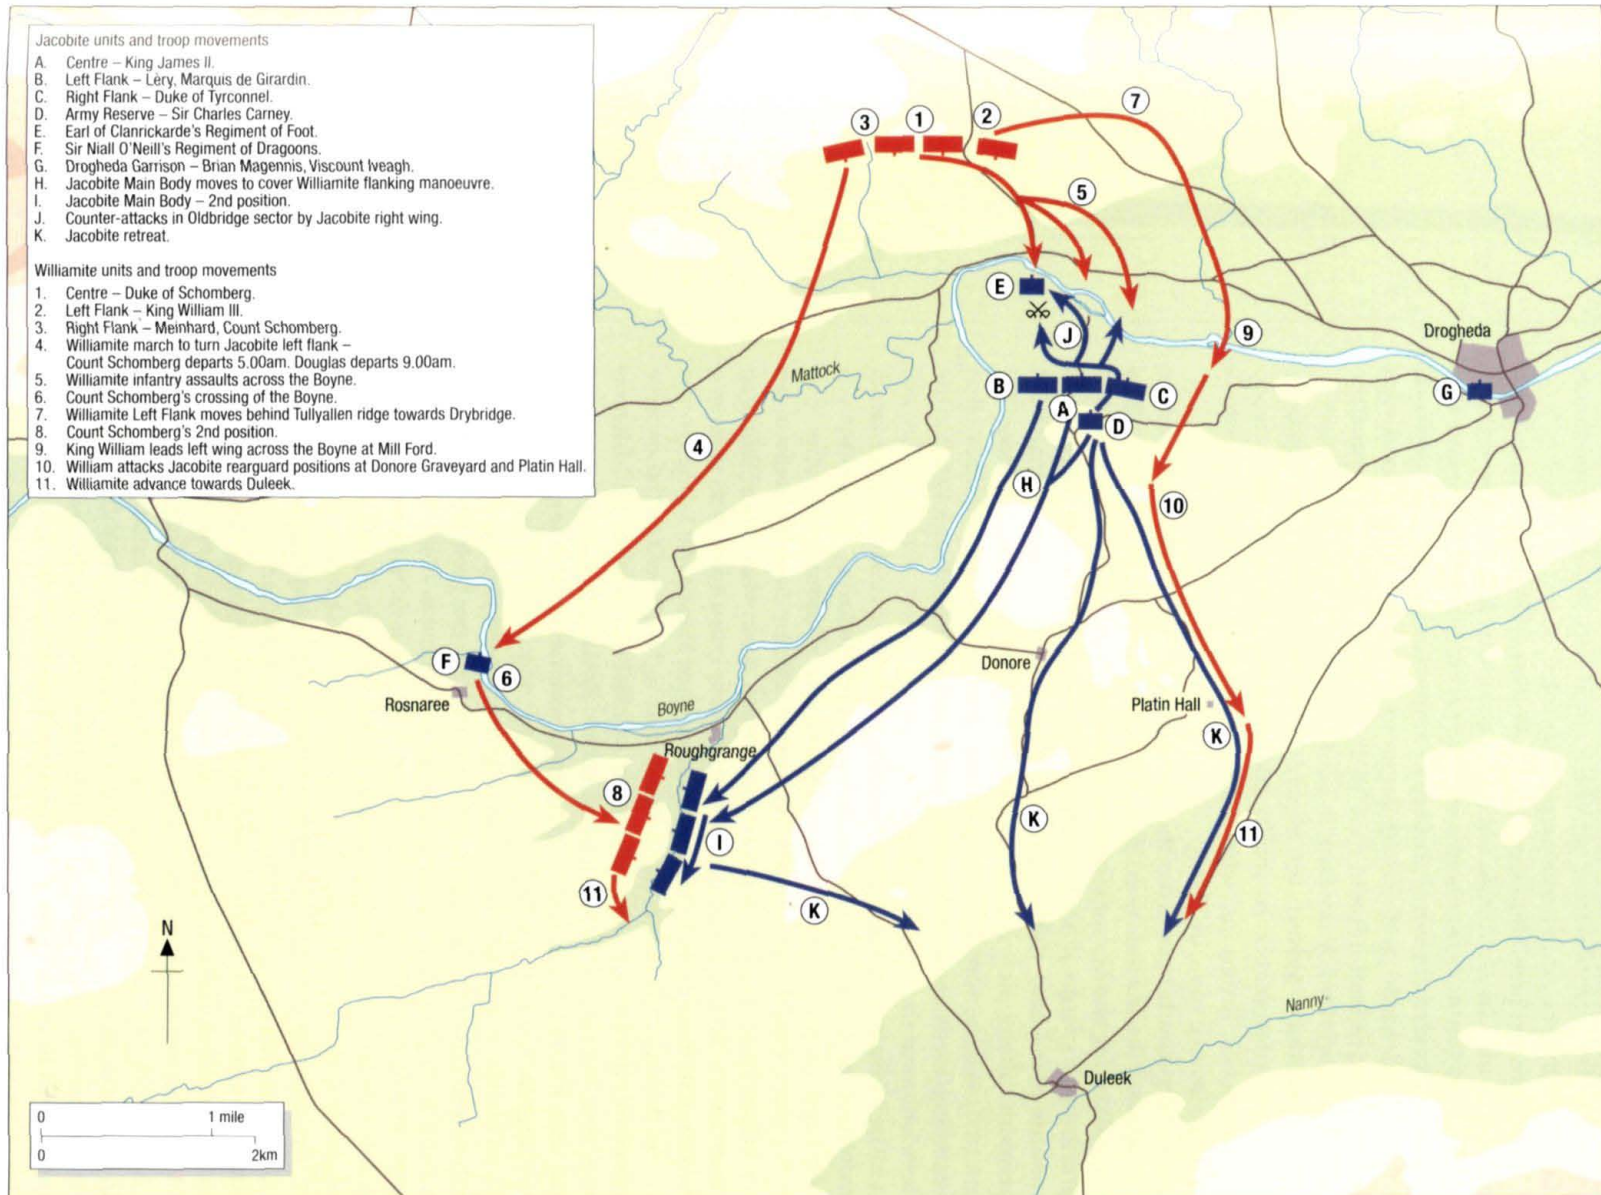 Jacobite units and troop movements
A. Centre – King James II.
B. Left Flank – Léry, Marquis de Girardin.
C. Right Flank – Duke of Tyrconnel.
D. Army Reserve – Sir Charles Carney.
E. Earl of Clanrickarde's Regiment of Foot.
F. Sir Niall O'Neill's Regiment of Dragoons.
G. Drogheda Garrison – Brian Magennis, Viscount Iveagh.
H. Jacobite Main Body moves to cover Williamite flanking manoeuvre.
I. Jacobite Main Body – 2nd position.
J. Counter-attacks in Oldbridge sector by Jacobite right wing.
K. Jacobite retreat.
Williamite units and troop movements
1. Centre – Duke of Schomberg.
2. Left Flank – King William III.
3. Right Flank – Meinhard, Count Schomberg.
4. Williamite march to turn Jacobite left flank –
Count Schomberg departs 5.00am. Douglas departs 9.00am.
5. Williamite infantry assaults across the Boyne.
6. Count Schomberg's crossing of the Boyne.
7. Williamite Left Flank moves behind Tullyallen ridge towards Drybridge.
8. Count Schomberg's 2nd position.
9. King William leads left wing across the Boyne at Mill Ford.
10. William attacks Jacobite rearguard positions at Donore Graveyard and Platin Hall.
11. Williamite advance towards Duleek.
3
1
2
7
5
E
J
9
Drogheda
Mattock
B
A
C
G
D
4
H
10
F
6
Donore
Rosnaree
Boyne
Platin Hall
K
Roughgrange
8
I
K
11
11
K
N
Nanny
Duleek
0 1 mile
0 2km